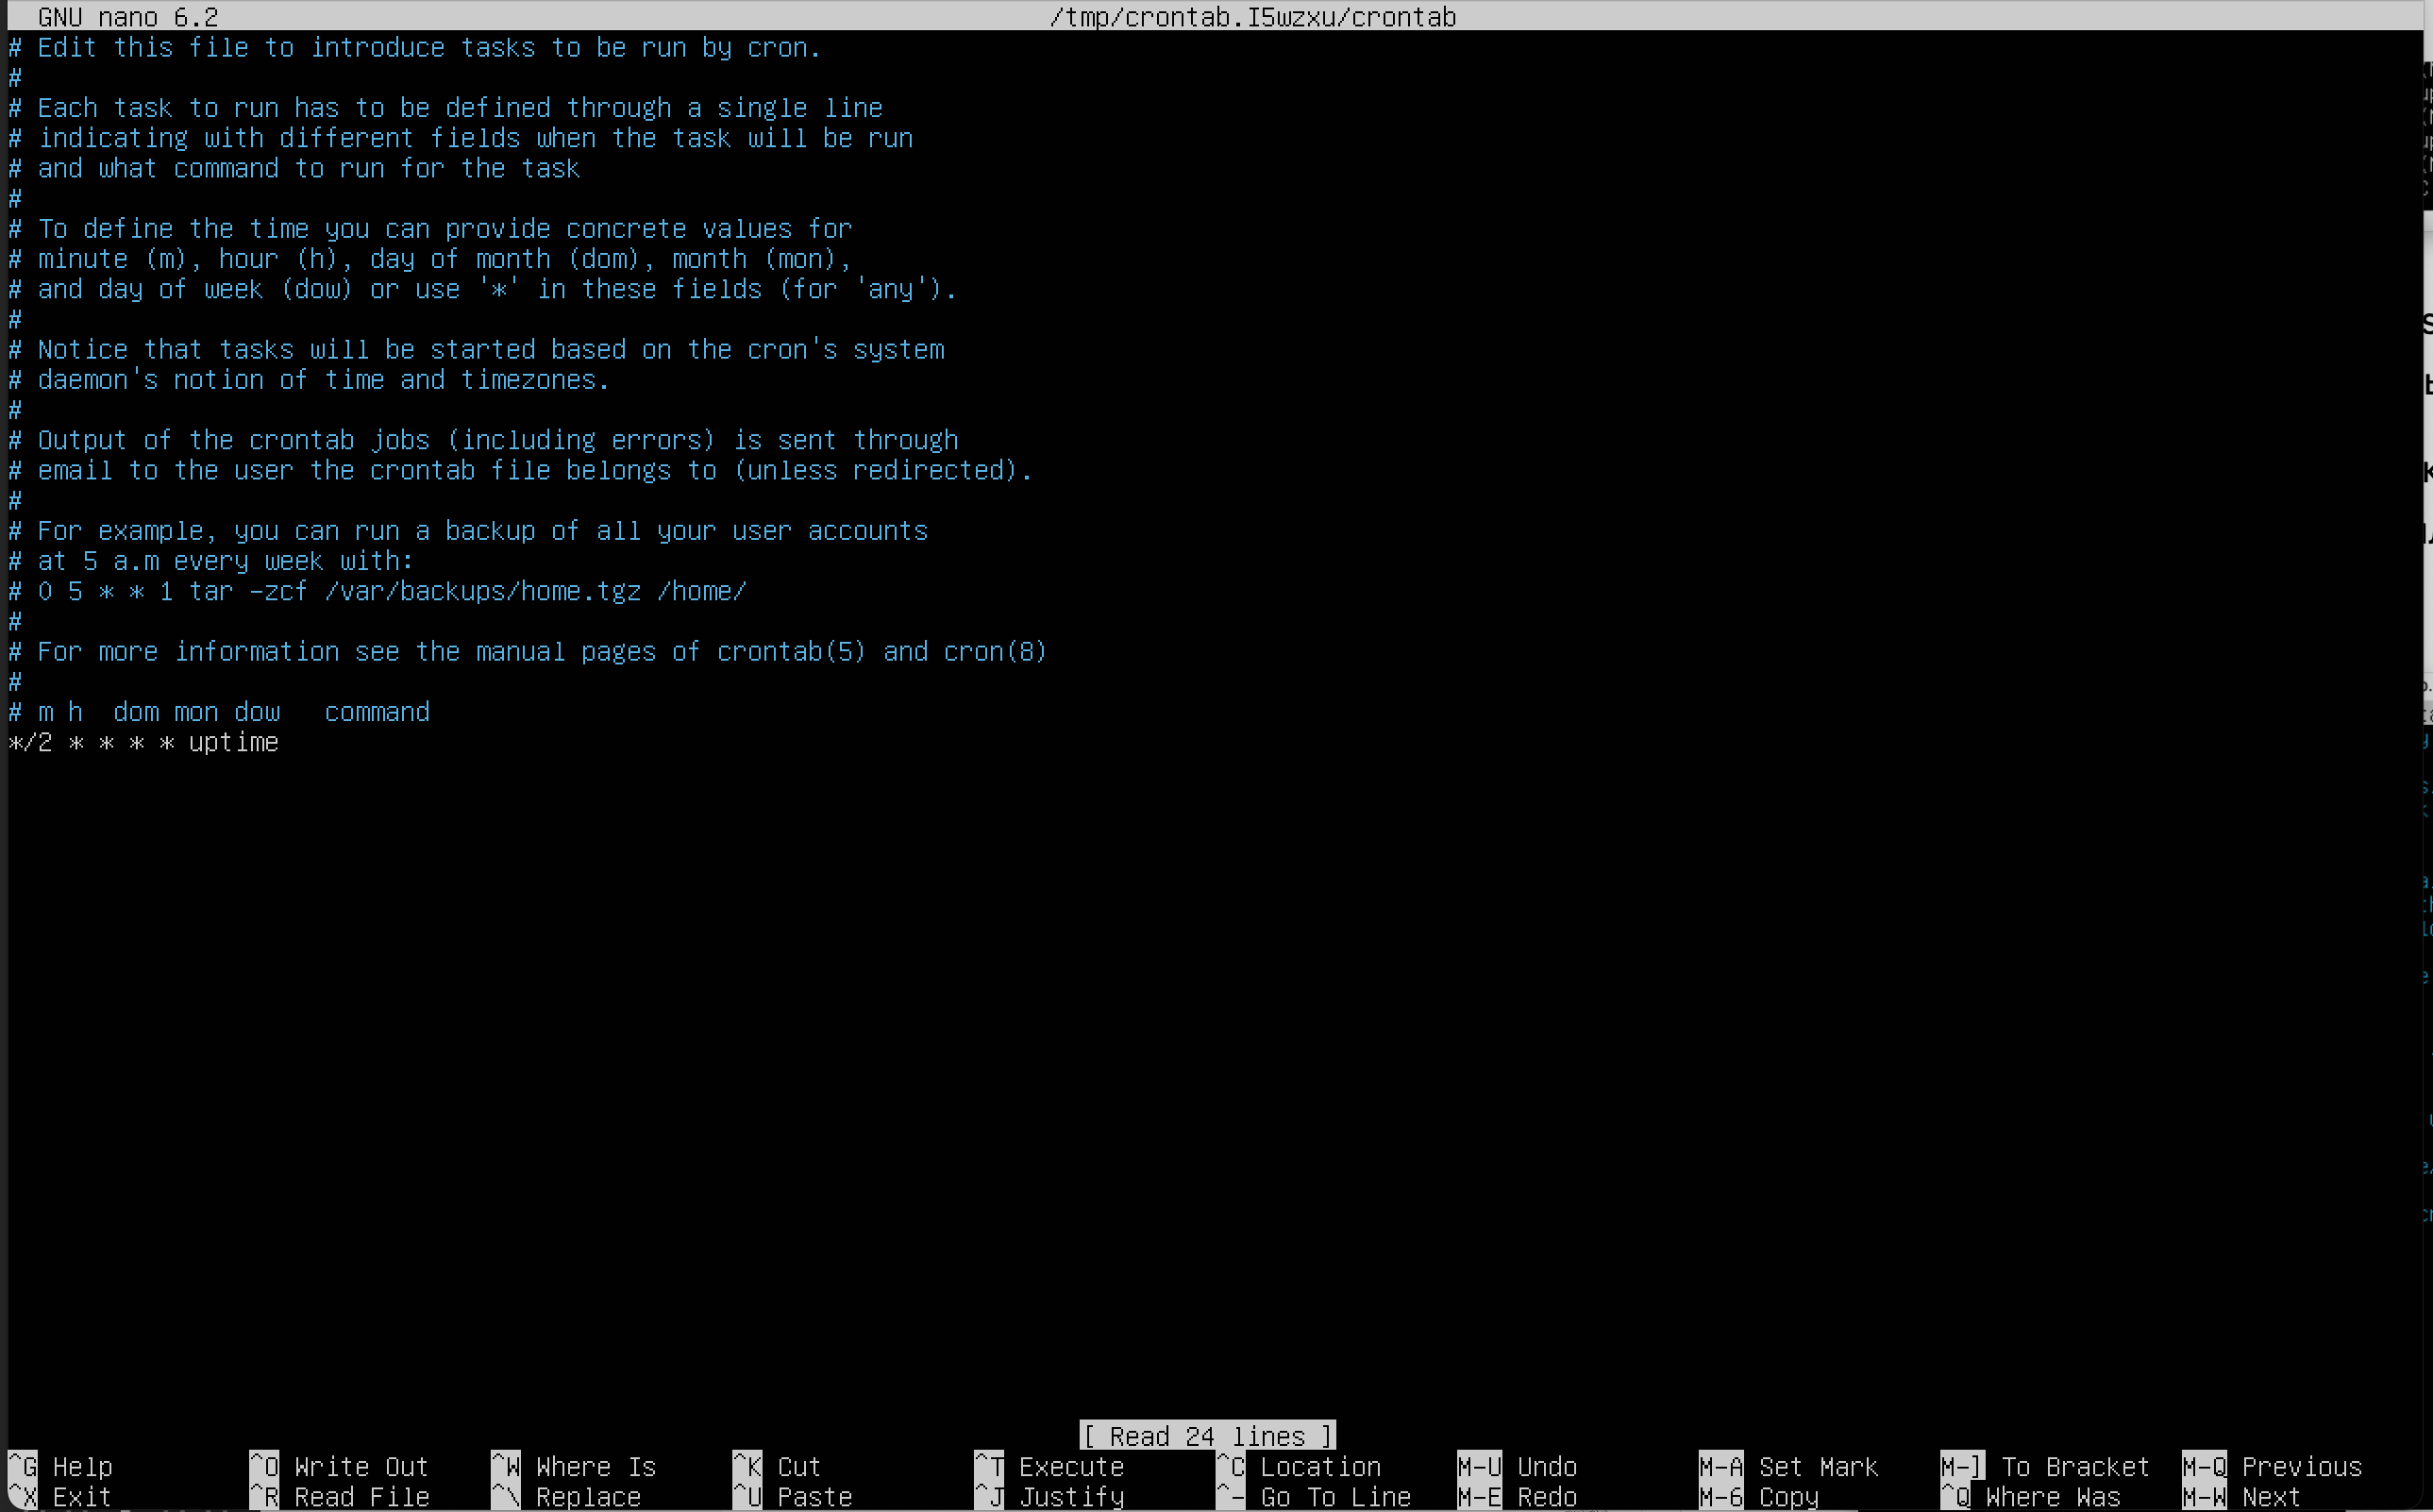 GNU nano 6.2 /tmp/crontab.I5wzxu/crontab
# Edit this file to introduce tasks to be run by cron.
#
# Each task to run has to be defined through a single line
# indicating with different fields when the task will be run
# and what command to run for the task
#
# To define the time you can provide concrete values for
# minute (m), hour (h), day of month (dom), month (mon),
# and day of week (dow) or use '*' in these fields (for 'any').
#
# Notice that tasks will be started based on the cron's system
# daemon's notion of time and timezones.
#
# Output of the crontab jobs (including errors) is sent through
# email to the user the crontab file belongs to (unless redirected).
#
# For example, you can run a backup of all your user accounts
# at 5 a.m every week with:
# 0 5 * * 1 tar -zcf /var/backups/home.tgz /home/
#
# For more information see the manual pages of crontab(5) and cron(8)
#
# m h  dom mon dow   command
*/2 * * * * uptime
[ Read 24 lines ]
^G Help ^O Write Out ^W Where Is ^K Cut ^T Execute ^C Location M-U Undo M-A Set Mark M-] To Bracket M-Q Previous
^X Exit ^R Read File ^\ Replace ^U Paste ^J Justify ^- Go To Line M-E Redo M-6 Copy ^Q Where Was M-W Next